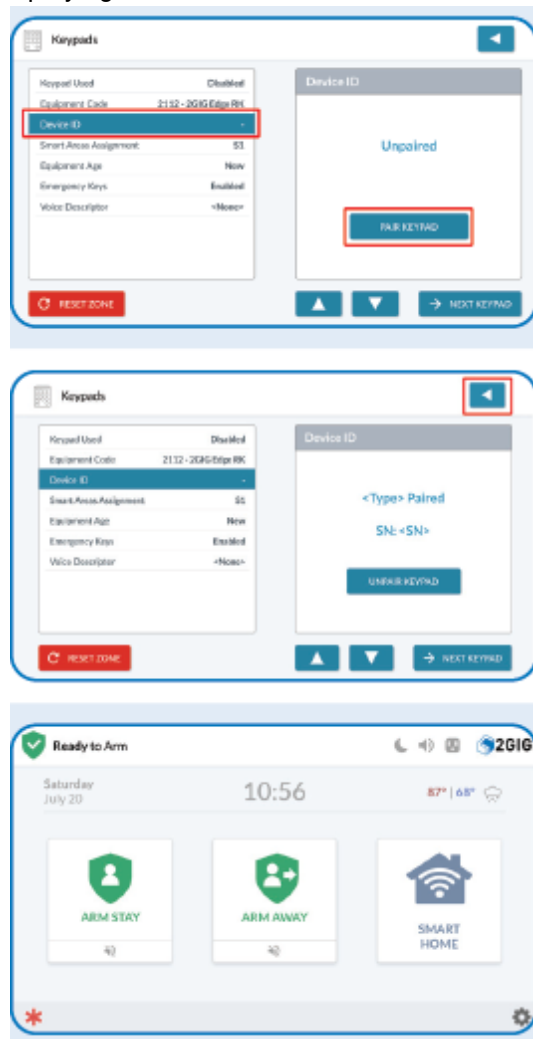 Keypads
Keypad Used Disabled
Equipment Code 2112 - 2GIG Edge RK
Device ID -
Smart Areas Assignment S1
Equipment Age New
Emergency Keys Enabled
Voice Descriptor <None>
RESET ZONE
Device ID
Unpaired
PAIR KEYPAD
NEXT KEYPAD
Keypads
Keypad Used Disabled
Equipment Code 2112 - 2GIG Edge RK
Device ID -
Smart Areas Assignment S1
Equipment Age New
Emergency Keys Enabled
Voice Descriptor <None>
RESET ZONE
Device ID
<Type> Paired
SN: <SN>
UNPAIR KEYPAD
NEXT KEYPAD
Ready to Arm
2GIG
Saturday
July 20
10:56
87° | 68°
ARM STAY
ARM AWAY
SMART
HOME